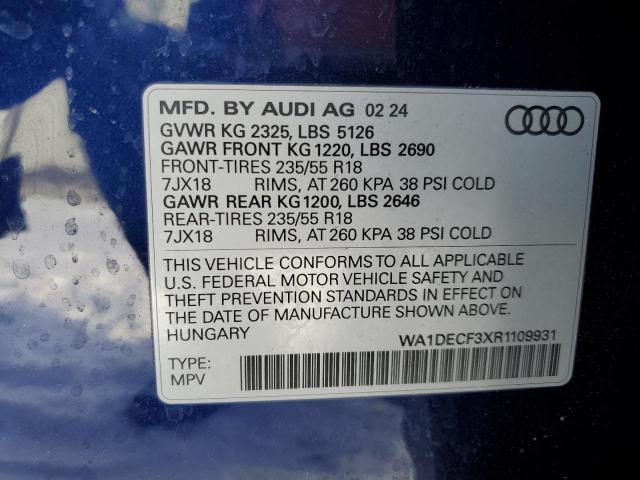 MFD. BY AUDI AG 02 24
GVWR KG 2325, LBS 5126
GAWR FRONT KG 1220, LBS 2690
FRONT-TIRES 235/55 R18
7JX18 RIMS, AT 260 KPA 38 PSI COLD
GAWR REAR KG1200, LBS 2646
REAR-TIRES 235/55 R18
7JX18 RIMS, AT 260 KPA 38 PSI COLD
THIS VEHICLE CONFORMS TO ALL APPLICABLE
U.S. FEDERAL MOTOR VEHICLE SAFETY AND
THEFT PREVENTION STANDARDS IN EFFECT ON
THE DATE OF MANUFACTURE SHOWN ABOVE.
HUNGARY WA1DECF3XR1109931
TYPE:
MPV